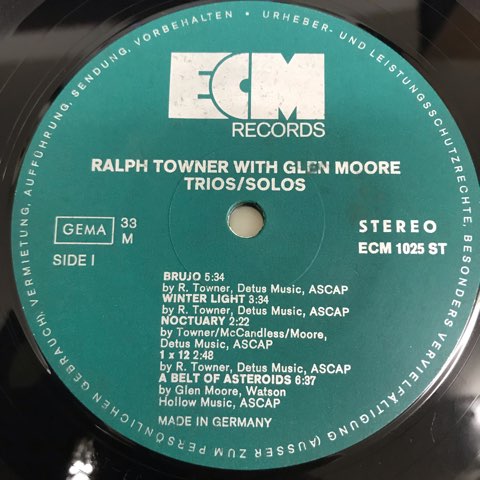 ECM
RECORDS
RALPH TOWNER WITH GLEN MOORE
TRIOS/SOLOS
GEMA
33
M
SIDE I
STEREO
ECM 1025 ST
BRUJO 5:34
by R. Towner, Detus Music, ASCAP
WINTER LIGHT 3:34
by R. Towner, Detus Music, ASCAP
NOCTUARY 2:22
by Towner/McCandless/Moore,
Detus Music, ASCAP
1 x 12 2:48
by R. Towner, Detus Music, ASCAP
A BELT OF ASTEROIDS 6:37
by Glen Moore, Watson
Hollow Music, ASCAP
MADE IN GERMANY
URHEBER- UND LEISTUNGSSCHUTZRECHTE, BESONDERS VERVIELFÄLTIGUNG (AUSSER ZUM PERSÖNLICHEN GEBRAUCH), VERMIETUNG, AUFFÜHRUNG, SENDUNG, VORBEHALTEN •